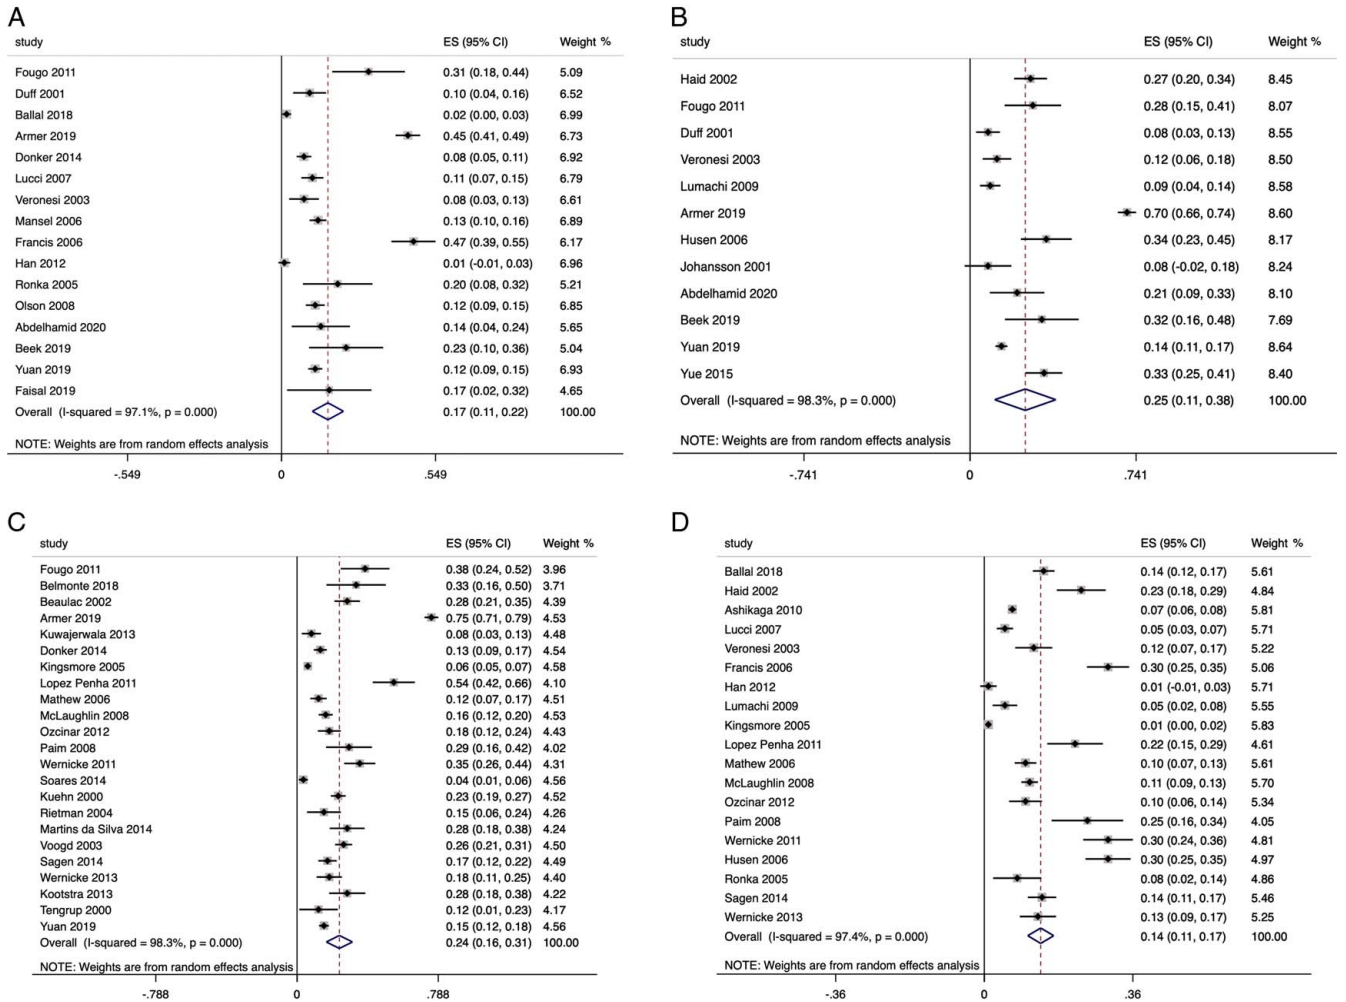 A
study ES (95% CI) Weight %
Fougo 2011 0.31 (0.18, 0.44) 5.09
Duff 2001 0.10 (0.04, 0.16) 6.52
Ballal 2018 0.02 (0.00, 0.03) 6.99
Armer 2019 0.45 (0.41, 0.49) 6.73
Donker 2014 0.08 (0.05, 0.11) 6.92
Lucci 2007 0.11 (0.07, 0.15) 6.79
Veronesi 2003 0.08 (0.03, 0.13) 6.61
Mansel 2006 0.13 (0.10, 0.16) 6.89
Francis 2006 0.47 (0.39, 0.55) 6.17
Han 2012 0.01 (-0.01, 0.03) 6.96
Ronka 2005 0.20 (0.08, 0.32) 5.21
Olson 2008 0.12 (0.09, 0.15) 6.85
Abdelhamid 2020 0.14 (0.04, 0.24) 5.65
Beek 2019 0.23 (0.10, 0.36) 5.04
Yuan 2019 0.12 (0.09, 0.15) 6.93
Faisal 2019 0.17 (0.02, 0.32) 4.65
Overall (I-squared = 97.1%, p = 0.000) 0.17 (0.11, 0.22) 100.00
NOTE: Weights are from random effects analysis
-.549 0 .549
B
study ES (95% CI) Weight %
Haid 2002 0.27 (0.20, 0.34) 8.45
Fougo 2011 0.28 (0.15, 0.41) 8.07
Duff 2001 0.08 (0.03, 0.13) 8.55
Veronesi 2003 0.12 (0.06, 0.18) 8.50
Lumachi 2009 0.09 (0.04, 0.14) 8.58
Armer 2019 0.70 (0.66, 0.74) 8.60
Husen 2006 0.34 (0.23, 0.45) 8.17
Johansson 2001 0.08 (-0.02, 0.18) 8.24
Abdelhamid 2020 0.21 (0.09, 0.33) 8.10
Beek 2019 0.32 (0.16, 0.48) 7.69
Yuan 2019 0.14 (0.11, 0.17) 8.64
Yue 2015 0.33 (0.25, 0.41) 8.40
Overall (I-squared = 98.3%, p = 0.000) 0.25 (0.11, 0.38) 100.00
NOTE: Weights are from random effects analysis
-.741 0 .741
C
study ES (95% CI) Weight %
Fougo 2011 0.38 (0.24, 0.52) 3.96
Belmonte 2018 0.33 (0.16, 0.50) 3.71
Beaulac 2002 0.28 (0.21, 0.35) 4.39
Armer 2019 0.75 (0.71, 0.79) 4.53
Kuwajerwala 2013 0.08 (0.03, 0.13) 4.48
Donker 2014 0.13 (0.09, 0.17) 4.54
Kingsmore 2005 0.06 (0.05, 0.07) 4.58
Lopez Penha 2011 0.54 (0.42, 0.66) 4.10
Mathew 2006 0.12 (0.07, 0.17) 4.51
McLaughlin 2008 0.16 (0.12, 0.20) 4.53
Ozcinar 2012 0.18 (0.12, 0.24) 4.43
Paim 2008 0.29 (0.16, 0.42) 4.02
Wernicke 2011 0.35 (0.26, 0.44) 4.31
Soares 2014 0.04 (0.01, 0.06) 4.56
Kuehn 2000 0.23 (0.19, 0.27) 4.52
Rietman 2004 0.15 (0.06, 0.24) 4.26
Martins da Silva 2014 0.28 (0.18, 0.38) 4.24
Voogd 2003 0.26 (0.21, 0.31) 4.50
Sagen 2014 0.17 (0.12, 0.22) 4.49
Wernicke 2013 0.18 (0.11, 0.25) 4.40
Kootstra 2013 0.28 (0.18, 0.38) 4.22
Tengrup 2000 0.12 (0.01, 0.23) 4.17
Yuan 2019 0.15 (0.12, 0.18) 4.56
Overall (I-squared = 98.3%, p = 0.000) 0.24 (0.16, 0.31) 100.00
NOTE: Weights are from random effects analysis
-.788 0 .788
D
study ES (95% CI) Weight %
Ballal 2018 0.14 (0.12, 0.17) 5.61
Haid 2002 0.23 (0.18, 0.29) 4.84
Ashikaga 2010 0.07 (0.06, 0.08) 5.81
Lucci 2007 0.05 (0.03, 0.07) 5.71
Veronesi 2003 0.12 (0.07, 0.17) 5.22
Francis 2006 0.30 (0.25, 0.35) 5.06
Han 2012 0.01 (-0.01, 0.03) 5.71
Lumachi 2009 0.05 (0.02, 0.08) 5.55
Kingsmore 2005 0.01 (0.00, 0.02) 5.83
Lopez Penha 2011 0.22 (0.15, 0.29) 4.61
Mathew 2006 0.10 (0.07, 0.13) 5.61
McLaughlin 2008 0.11 (0.09, 0.13) 5.70
Ozcinar 2012 0.10 (0.06, 0.14) 5.34
Paim 2008 0.25 (0.16, 0.34) 4.05
Wernicke 2011 0.30 (0.24, 0.36) 4.81
Husen 2006 0.30 (0.25, 0.35) 4.97
Ronka 2005 0.08 (0.02, 0.14) 4.86
Sagen 2014 0.14 (0.11, 0.17) 5.46
Wernicke 2013 0.13 (0.09, 0.17) 5.25
Overall (I-squared = 97.4%, p = 0.000) 0.14 (0.11, 0.17) 100.00
NOTE: Weights are from random effects analysis
-.36 0 .36